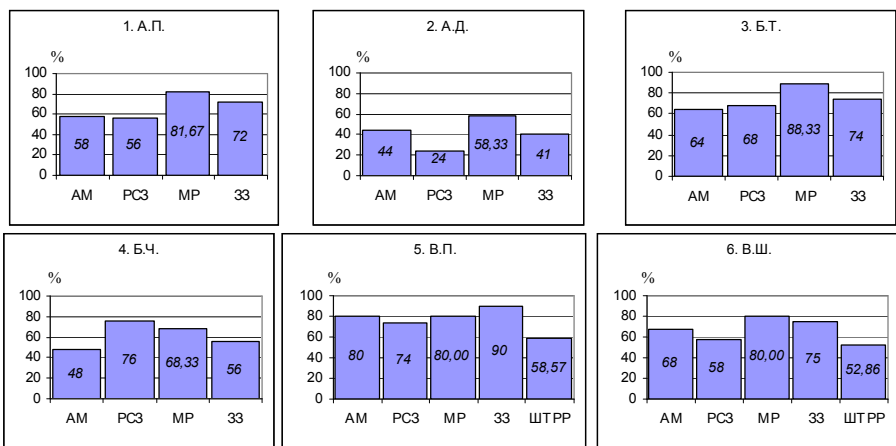 1. А.П.
%
100
80
60
40
20
0
58 56 81,67 72
АМ РСЗ МР ЗЗ
2. А.Д.
%
100
80
60
40
20
0
44 24 58,33 41
АМ РСЗ МР ЗЗ
3. Б.Т.
%
100
80
60
40
20
0
64 68 88,33 74
АМ РСЗ МР ЗЗ
4. Б.Ч.
%
100
80
60
40
20
0
48 76 68,33 56
АМ РСЗ МР ЗЗ
5. В.П.
%
100
80
60
40
20
0
80 74 80,00 90 58,57
АМ РСЗ МР ЗЗ ШТРР
6. В.Ш.
%
100
80
60
40
20
0
68 58 80,00 75 52,86
АМ РСЗ МР ЗЗ ШТРР